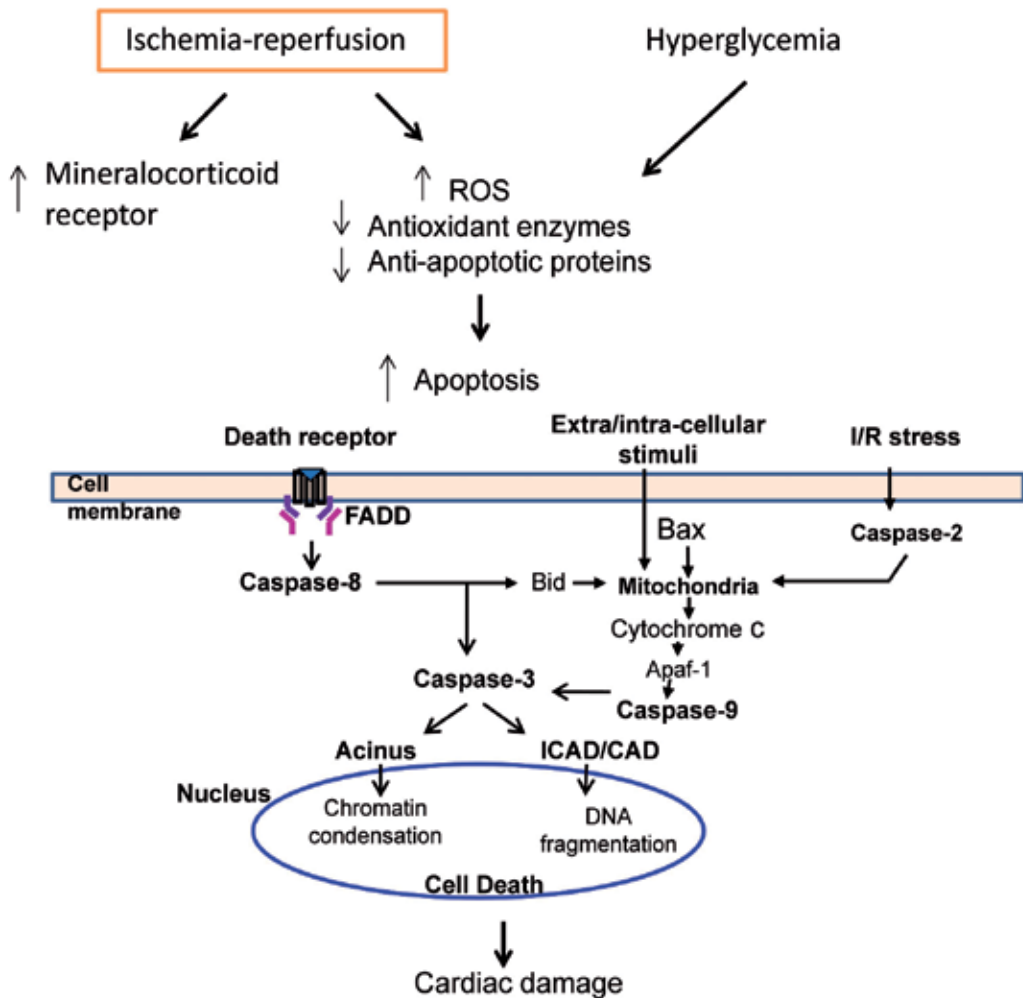 Ischemia-reperfusion
Hyperglycemia
↑ Mineralocorticoid
receptor
↑ ROS
↓ Antioxidant enzymes
↓ Anti-apoptotic proteins
↑ Apoptosis
Death receptor
Extra/intra-cellular
stimuli
I/R stress
Cell
membrane
FADD
Bax
Caspase-2
Caspase-8
Bid
Mitochondria
Cytochrome c
Apaf-1
Caspase-3
Caspase-9
Acinus
ICAD/CAD
Nucleus
Chromatin
condensation
DNA
fragmentation
Cell Death
Cardiac damage